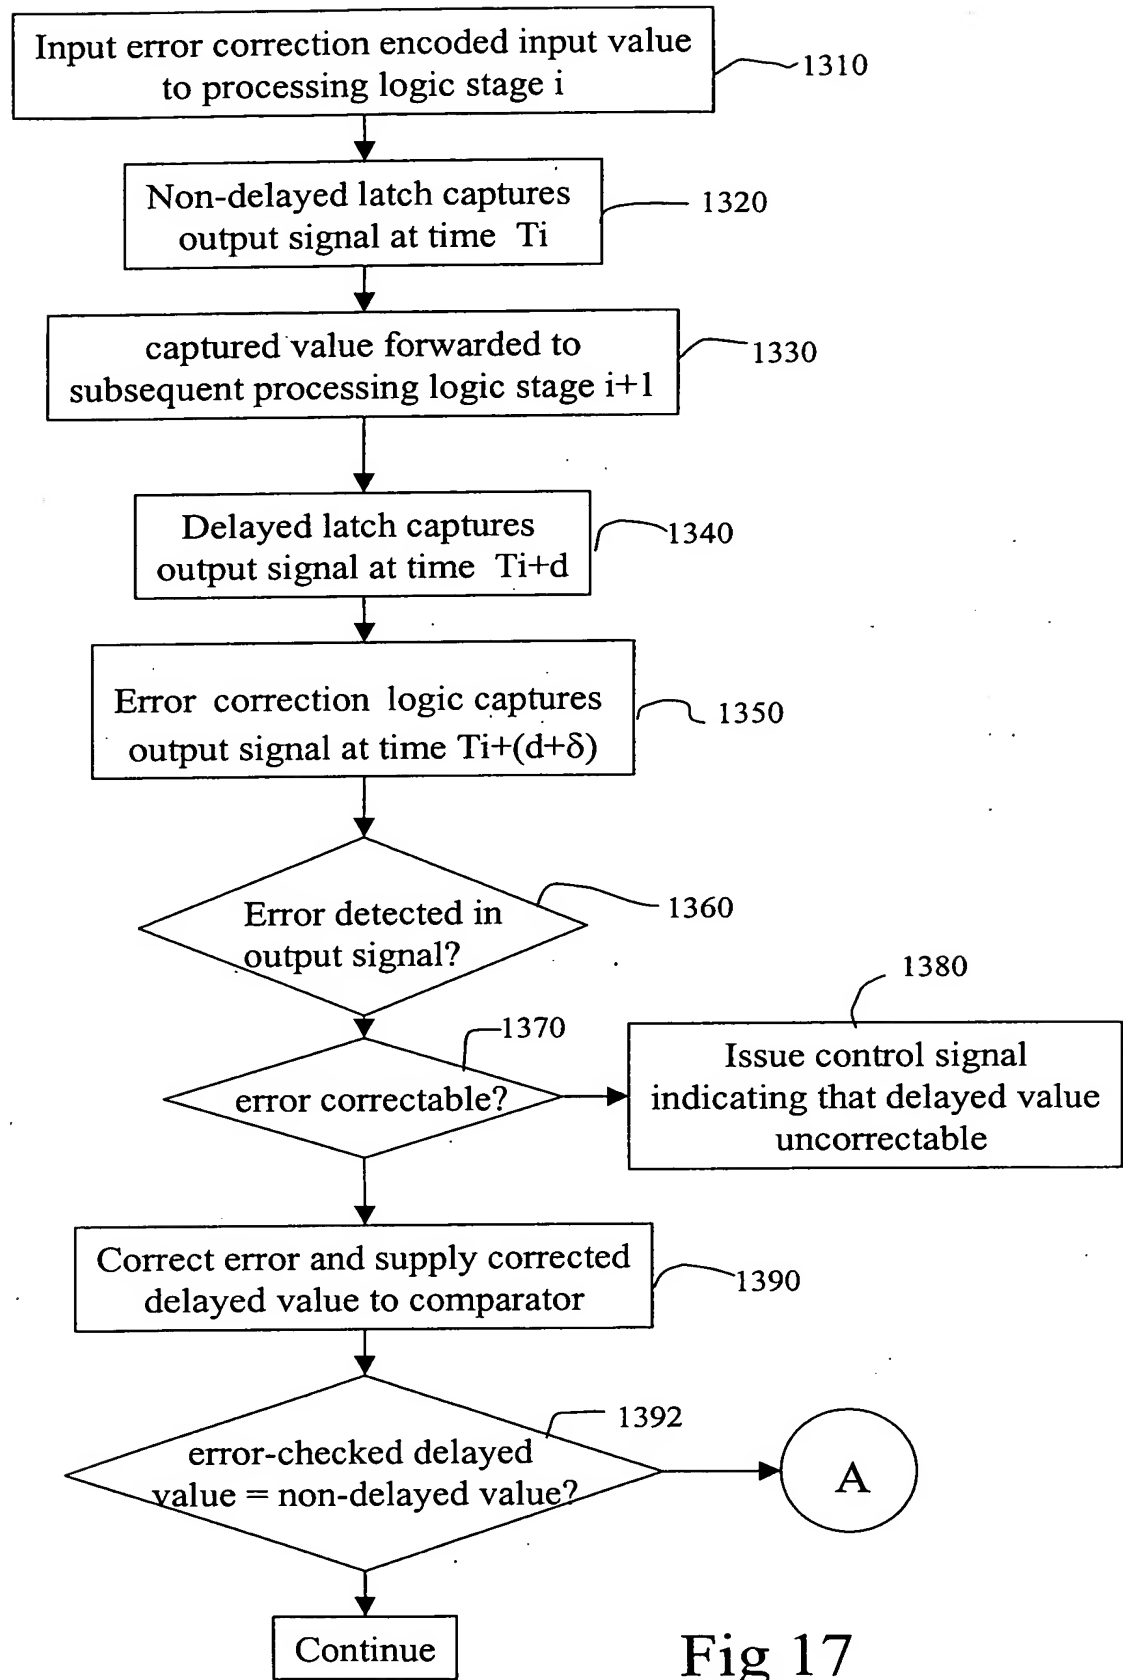 Input error correction encoded input value
to processing logic stage i
1310
Non-delayed latch captures
output signal at time Ti
1320
captured value forwarded to
subsequent processing logic stage i+1
1330
Delayed latch captures
output signal at time Ti+d
1340
Error correction logic captures
output signal at time Ti+(d+δ)
1350
Error detected in
output signal?
1360
1370
error correctable?
1380
Issue control signal
indicating that delayed value
uncorrectable
Correct error and supply corrected
delayed value to comparator
1390
1392
error-checked delayed
value = non-delayed value?
A
Continue
Fig 17